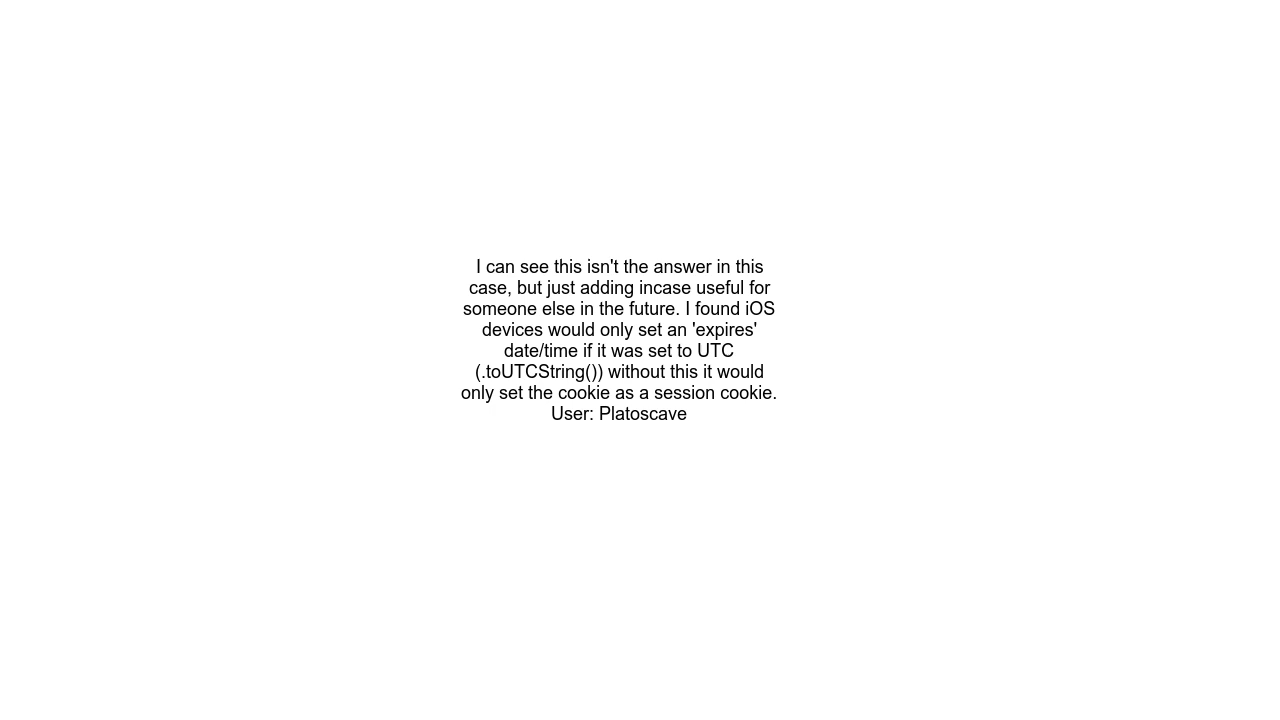 I can see this isn't the answer in this
case, but just adding incase useful for
someone else in the future. I found iOS
devices would only set an 'expires'
date/time if it was set to UTC
(.toUTCString()) without this it would
only set the cookie as a session cookie.
User: Platoscave